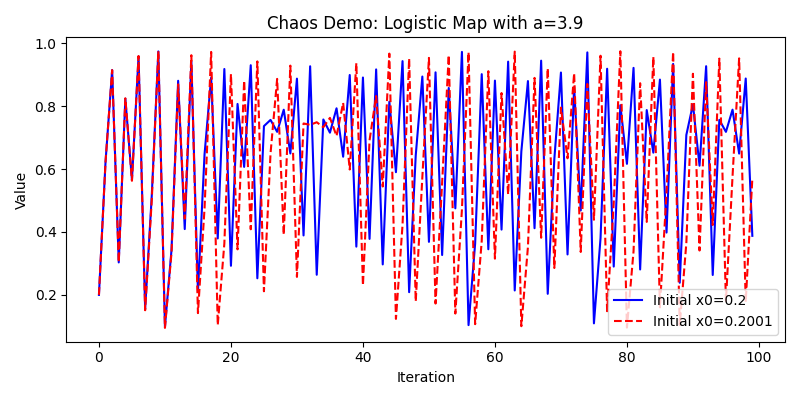 Chaos Demo: Logistic Map with a=3.9
1.0
0.8
0.6
0.4
0.2
Value
0
20
40
60
80
100
Iteration
Initial x0=0.2
Initial x0=0.2001